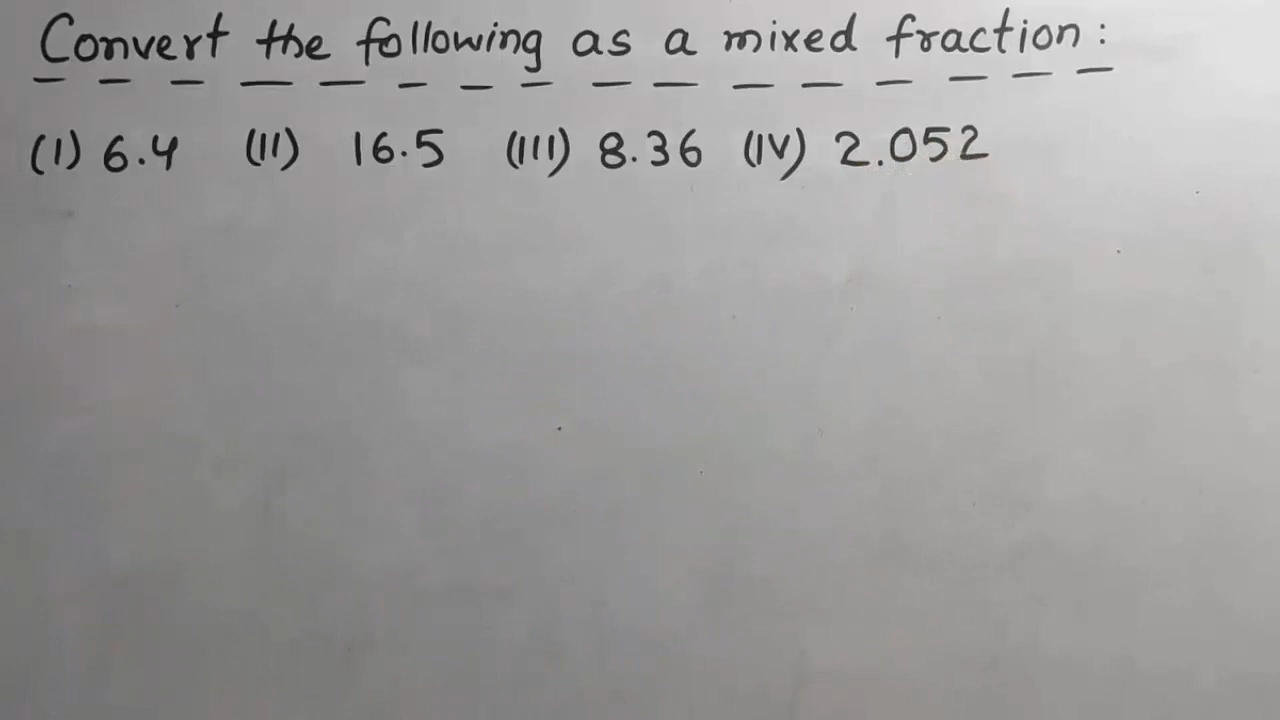 Convert the following as a mixed fraction:
(I) 6.4 (II) 16.5 (III) 8.36 (IV) 2.052